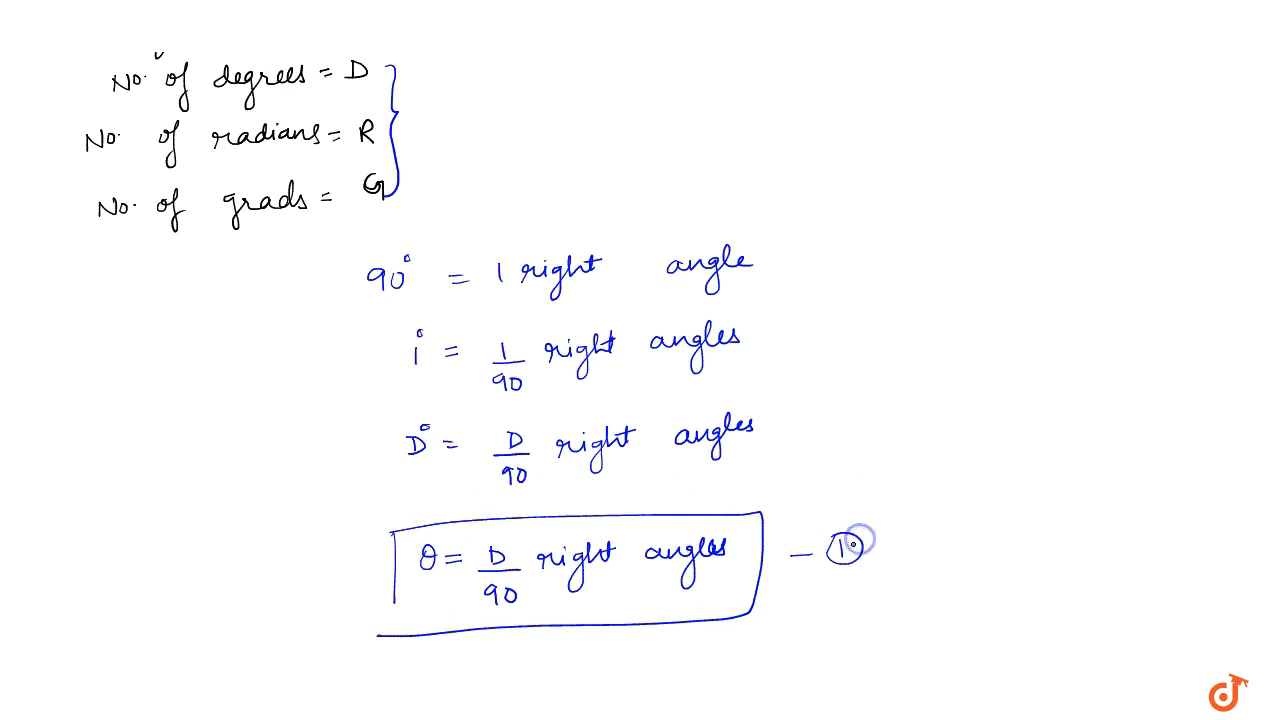 No. of degrees = D
No. of radians = R
No. of grads = G
90° = 1 right angle
1° = 1/90 right angles
D° = D/90 right angles
θ = D/90 right angles — ①